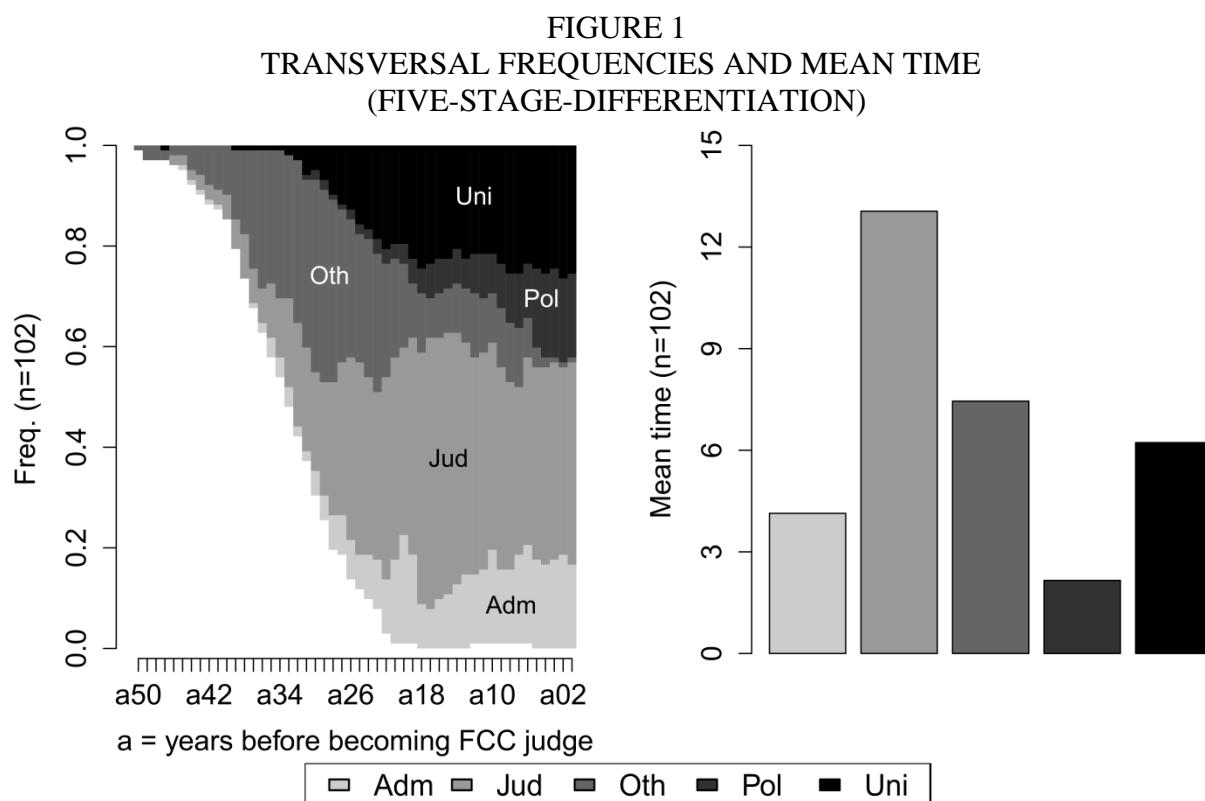 FIGURE 1
TRANSVERSAL FREQUENCIES AND MEAN TIME
(FIVE-STAGE-DIFFERENTIATION)
Freq. (n=102)
1.0
0.8
0.6
0.4
0.2
0.0
Uni
Oth
Pol
Jud
Adm
a50 a42 a34 a26 a18 a10 a02
a = years before becoming FCC judge
Mean time (n=102)
15
12
9
6
3
0
Adm Jud Oth Pol Uni